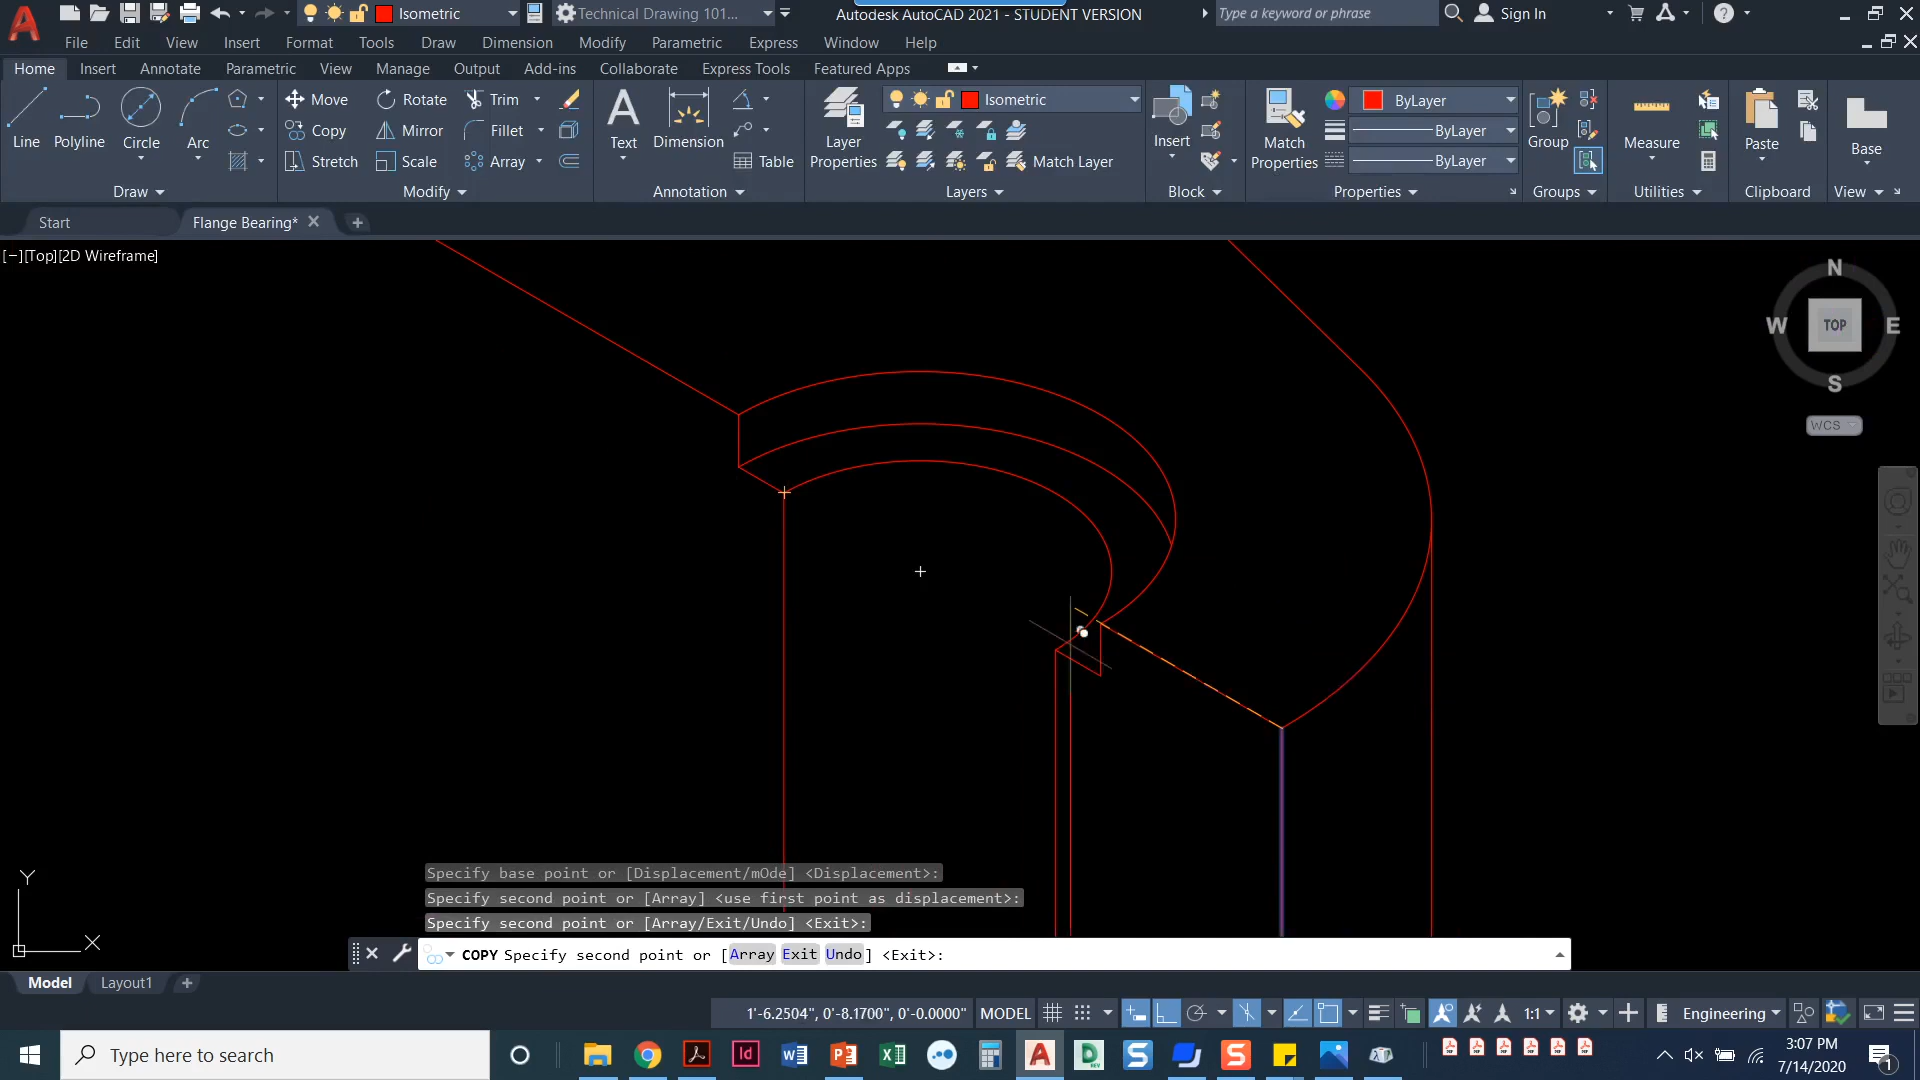 Isometric
Technical Drawing 101...
Autodesk AutoCAD 2021 - STUDENT VERSION
Type a keyword or phrase
Sign In
File Edit View Insert Format Tools Draw Dimension Modify Parametric Express Window Help
Home Insert Annotate Parametric View Manage Output Add-ins Collaborate Express Tools Featured Apps
Line
Polyline
Circle
Arc
Draw
Move
Rotate
Trim
Copy
Mirror
Fillet
Stretch
Scale
Array
Modify
Text
Dimension
Table
Annotation
Layer
Properties
Isometric
Match Layer
Layers
Insert
Block
Match
Properties
ByLayer
ByLayer
ByLayer
Properties
Group
Groups
Measure
Utilities
Paste
Clipboard
Base
View
Start
Flange Bearing*
[−][Top][2D Wireframe]
N
W TOP E
S
WCS
Y
X
Specify base point or [Displacement/mOde] <Displacement>:
Specify second point or [Array] <use first point as displacement>:
Specify second point or [Array/Exit/Undo] <Exit>:
COPY Specify second point or [Array Exit Undo] <Exit>:
Model
Layout1
1'-6.2504", 0'-8.1700", 0'-0.0000"
MODEL
1:1
Engineering
Type here to search
3:07 PM
7/14/2020
1